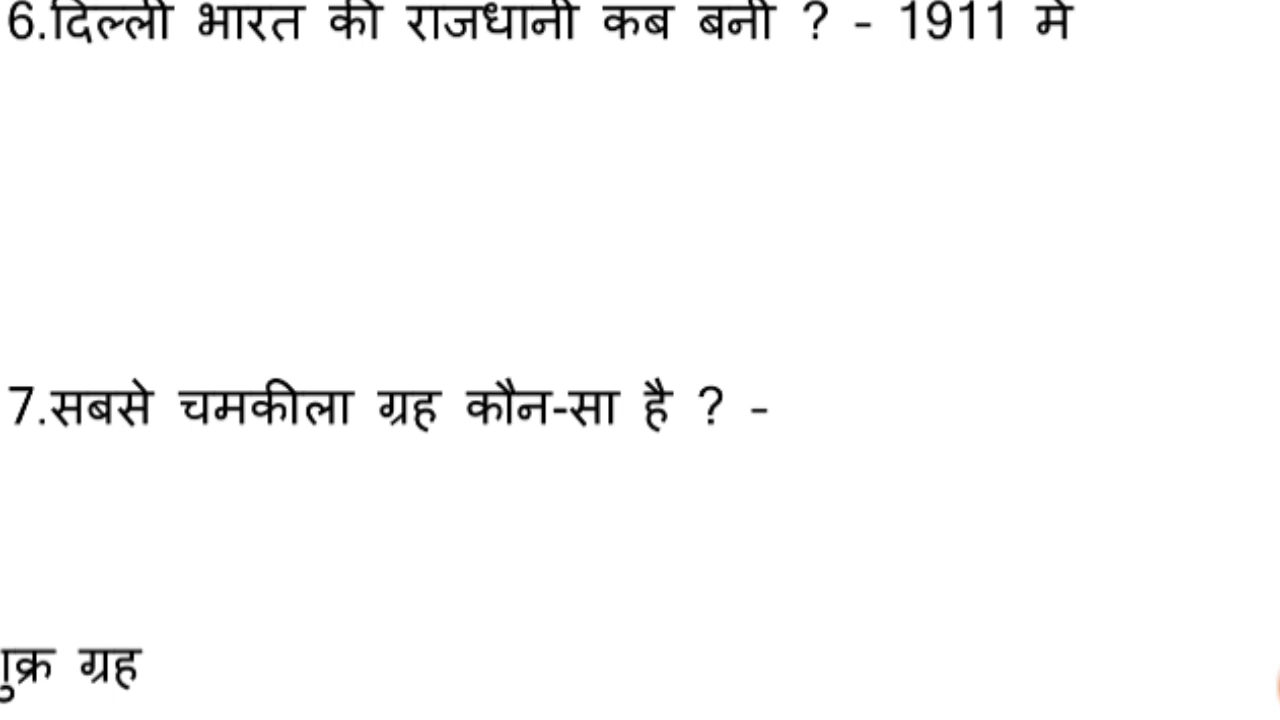 6.दिल्ली भारत की राजधानी कब बनी ? - 1911 में
7.सबसे चमकीला ग्रह कौन-सा है ? -
शुक्र ग्रह